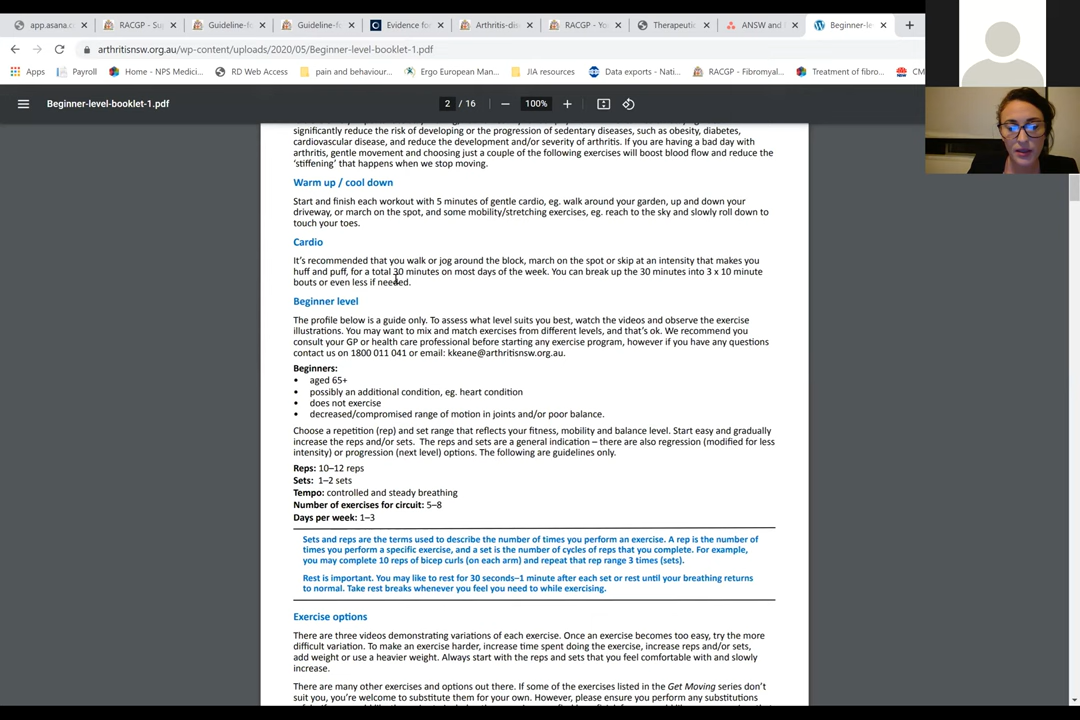 app.asana.c
RACGP - Su
Guideline-fo
Guideline-fo
Evidence fo
Arthritis-dis
RACGP - Yo
Therapeutic
ANSW and
Beginner-le
arthritisnsw.org.au/wp-content/uploads/2020/05/Beginner-level-booklet-1.pdf
Apps
Payroll
Home - NPS Medici...
RD Web Access
pain and behaviour...
Ergo European Man...
JIA resources
Data exports - Nati...
RACGP - Fibromyal...
Treatment of fibro...
CM
Beginner-level-booklet-1.pdf
2 / 16
100%
significantly reduce the risk of developing or the progression of sedentary diseases, such as obesity, diabetes,
cardiovascular disease, and reduce the development and/or severity of arthritis. If you are having a bad day with
arthritis, gentle movement and choosing just a couple of the following exercises will boost blood flow and reduce the
‘stiffening’ that happens when we stop moving.
Warm up / cool down
Start and finish each workout with 5 minutes of gentle cardio, eg. walk around your garden, up and down your
driveway, or march on the spot, and some mobility/stretching exercises, eg. reach to the sky and slowly roll down to
touch your toes.
Cardio
It’s recommended that you walk or jog around the block, march on the spot or skip at an intensity that makes you
huff and puff, for a total 30 minutes on most days of the week. You can break up the 30 minutes into 3 x 10 minute
bouts or even less if needed.
Beginner level
The profile below is a guide only. To assess what level suits you best, watch the videos and observe the exercise
illustrations. You may want to mix and match exercises from different levels, and that’s ok. We recommend you
consult your GP or health care professional before starting any exercise program, however if you have any questions
contact us on 1800 011 041 or email: kkeane@arthritisnsw.org.au.
Beginners:
• aged 65+
• possibly an additional condition, eg. heart condition
• does not exercise
• decreased/compromised range of motion in joints and/or poor balance.
Choose a repetition (rep) and set range that reflects your fitness, mobility and balance level. Start easy and gradually
increase the reps and/or sets. The reps and sets are a general indication – there are also regression (modified for less
intensity) or progression (next level) options. The following are guidelines only.
Reps: 10–12 reps
Sets: 1–2 sets
Tempo: controlled and steady breathing
Number of exercises for circuit: 5–8
Days per week: 1–3
Sets and reps are the terms used to describe the number of times you perform an exercise. A rep is the number of
times you perform a specific exercise, and a set is the number of cycles of reps that you complete. For example,
you may complete 10 reps of bicep curls (on each arm) and repeat that rep range 3 times (sets).
Rest is important. You may like to rest for 30 seconds–1 minute after each set or rest until your breathing returns
to normal. Take rest breaks whenever you feel you need to while exercising.
Exercise options
There are three videos demonstrating variations of each exercise. Once an exercise becomes too easy, try the more
difficult variation. To make an exercise harder, increase time spent doing the exercise, increase reps and/or sets,
add weight or use a heavier weight. Always start with the reps and sets that you feel comfortable with and slowly
increase.
There are many other exercises and options out there. If some of the exercises listed in the Get Moving series don’t
suit you, you’re welcome to substitute them for your own. However, please ensure you perform any substitutions